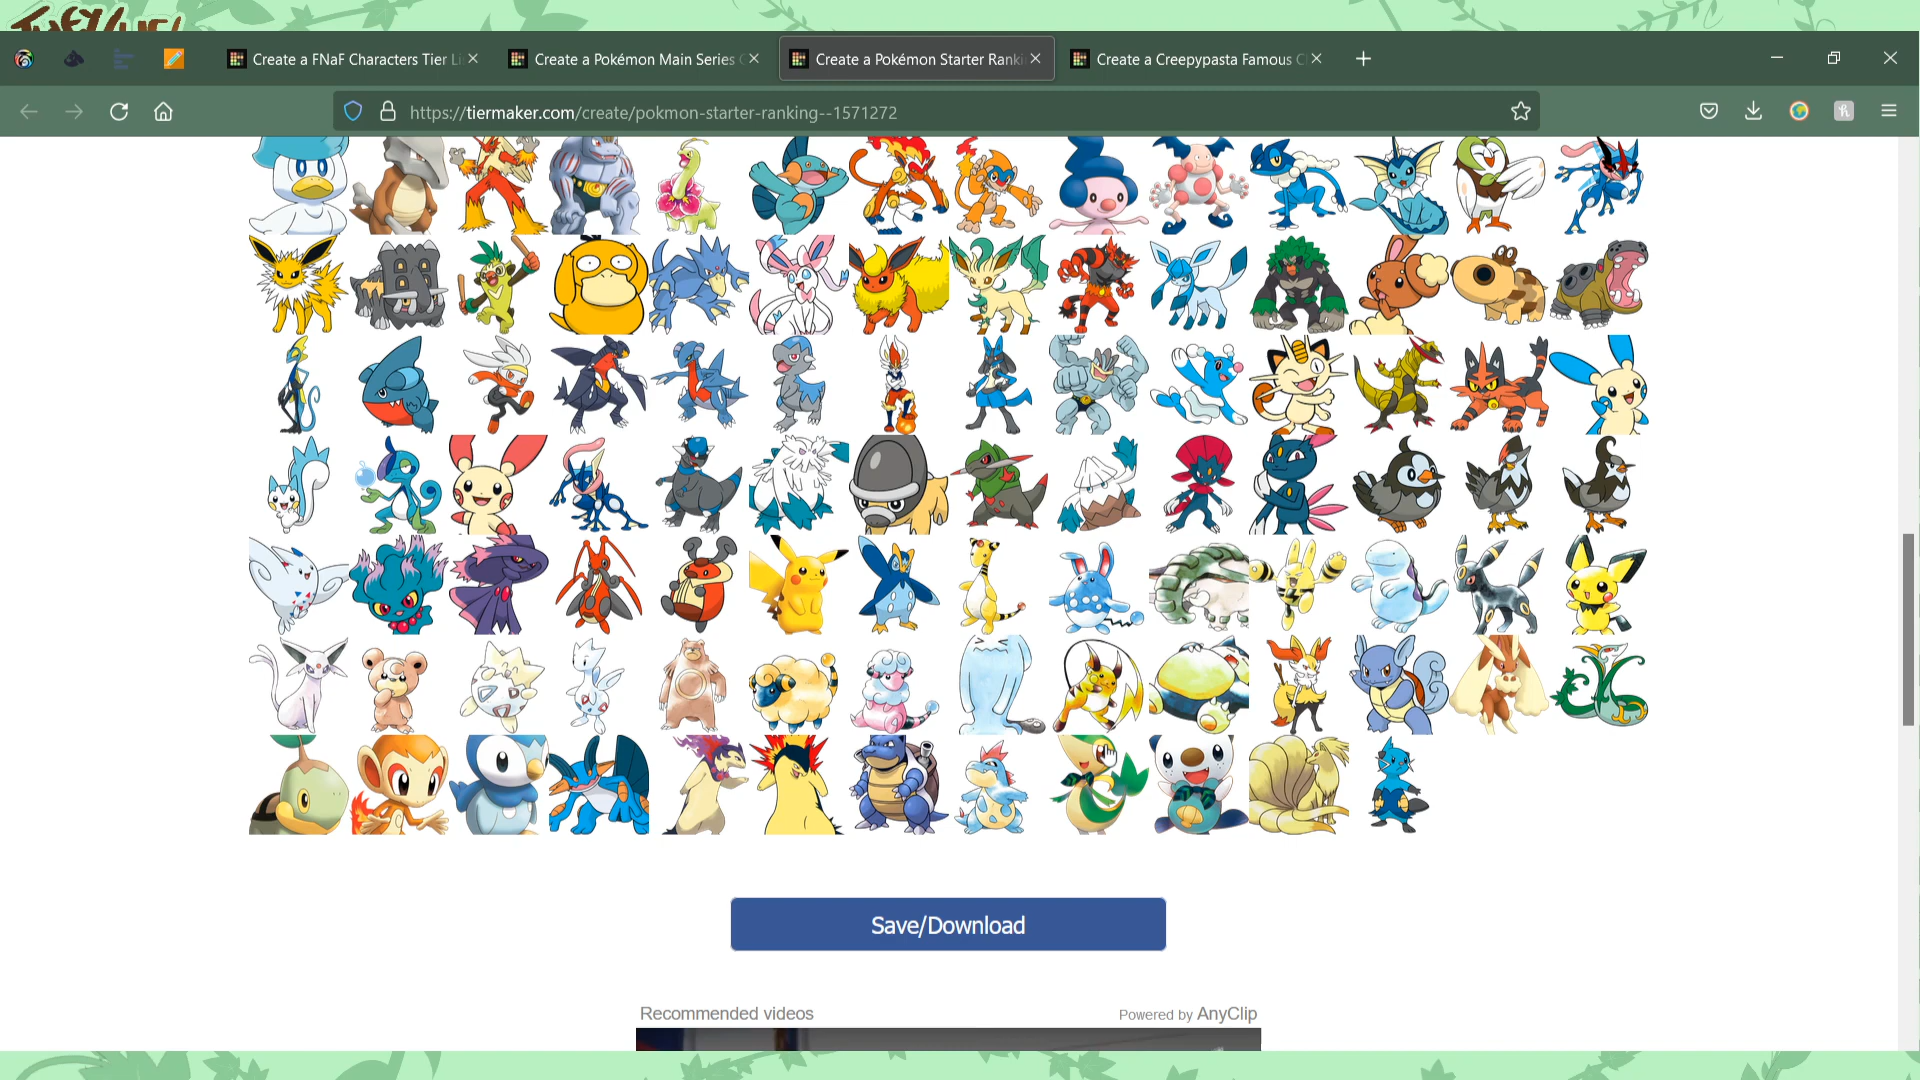 Create a FNaF Characters Tier Li
Create a Pokémon Main Series
Create a Pokémon Starter Ranki
Create a Creepypasta Famous C
https://tiermaker.com/create/pokmon-starter-ranking--1571272
Save/Download
Recommended videos
Powered by AnyClip